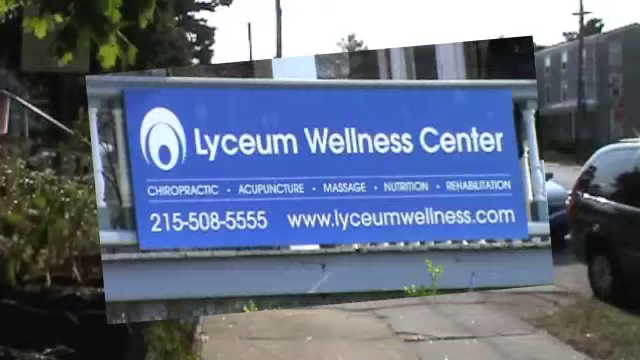 Lyceum Wellness Center
CHIROPRACTIC • ACUPUNCTURE • MASSAGE • NUTRITION • REHABILITATION
215-508-5555 www.lyceumwellness.com